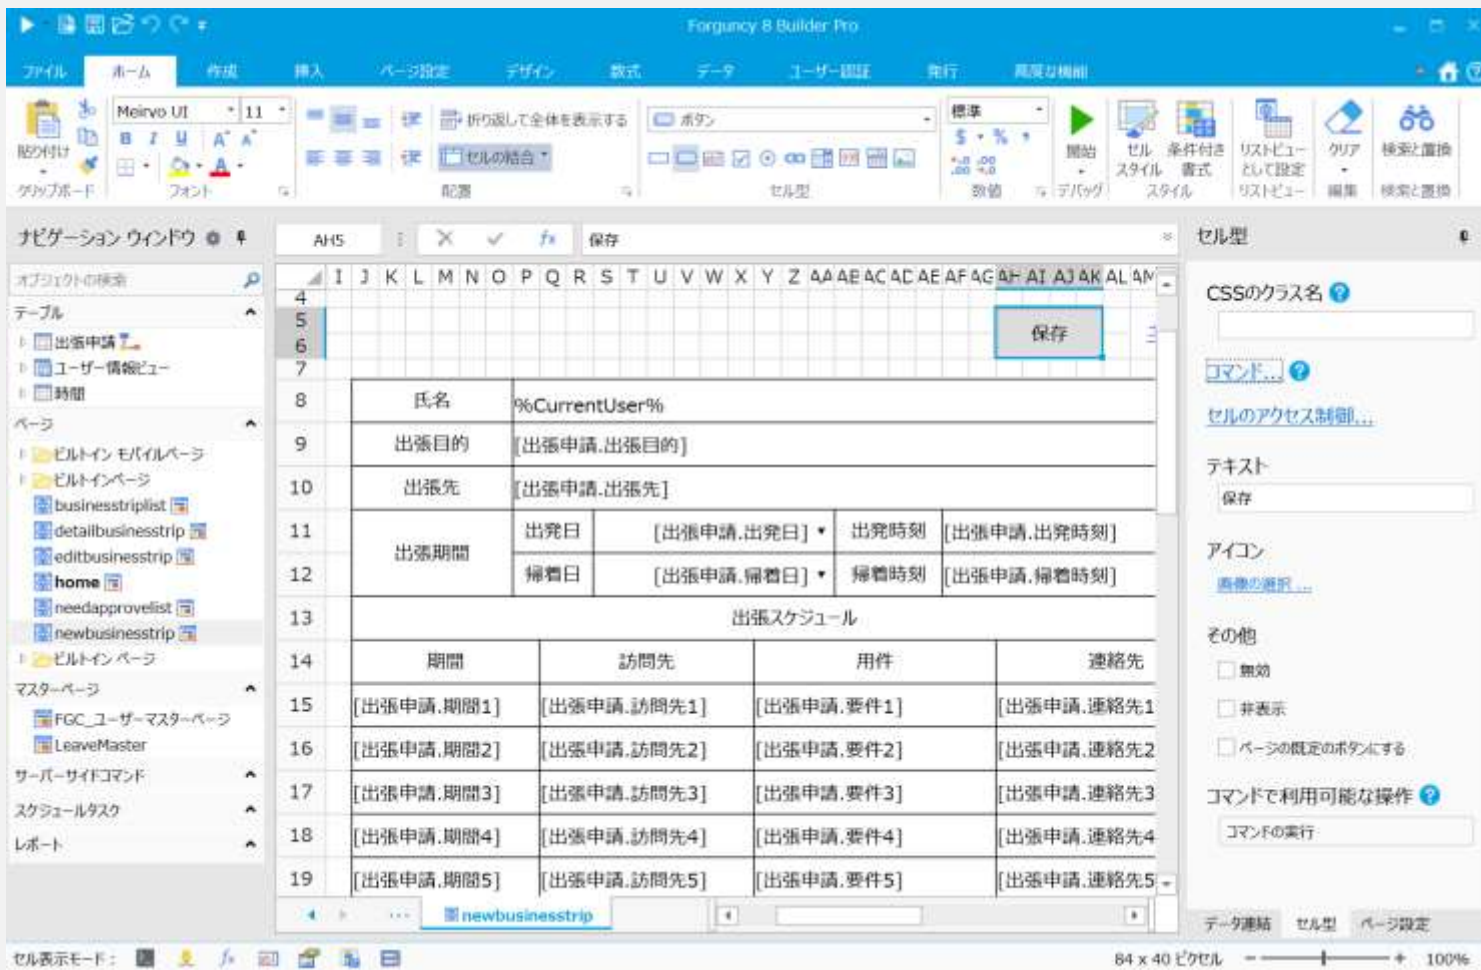 Forguncy 8 Builder Pro
ファイル ホーム 作成 挿入 ページ設定 デザイン 数式 データ ユーザー認証 発行 高度な機能
Meiryo UI 11 折り返して全体を表示する ボタン 標準
貼り付け B I U A A セルの結合 $ % 開始 セル スタイル 条件付き 書式 リストビュー として設定 クリア 検索と置換
クリップボード フォント 配置 セル型 数値 デバッグ スタイル リストビュー 編集 検索と置換
ナビゲーション ウィンドウ AH5 fx 保存 セル型
オブジェクトの検索
テーブル
出張申請
ユーザー情報ビュー
時間
ページ
ビルトイン モバイルページ
ビルトインページ
businesstriplist
detailbusinesstrip
editbusinesstrip
home
needapprovelist
newbusinesstrip
ビルトイン ページ
マスターページ
FGC_ユーザーマスターページ
LeaveMaster
サーバーサイドコマンド
スケジュールタスク
レポート
I J K L M N O P Q R S T U V W X Y Z AA AB AC AD AE AF AG AH AI AJ AK AL AM
4
5
保存
6
7
8 氏名 %CurrentUser%
9 出張目的 [出張申請.出張目的]
10 出張先 [出張申請.出張先]
11 出発日 [出張申請.出発日] 出発時刻 [出張申請.出発時刻]
出張期間
12 帰着日 [出張申請.帰着日] 帰着時刻 [出張申請.帰着時刻]
13 出張スケジュール
14 期間 訪問先 用件 連絡先
15 [出張申請.期間1] [出張申請.訪問先1] [出張申請.要件1] [出張申請.連絡先1
16 [出張申請.期間2] [出張申請.訪問先2] [出張申請.要件2] [出張申請.連絡先2
17 [出張申請.期間3] [出張申請.訪問先3] [出張申請.要件3] [出張申請.連絡先3
18 [出張申請.期間4] [出張申請.訪問先4] [出張申請.要件4] [出張申請.連絡先4
19 [出張申請.期間5] [出張申請.訪問先5] [出張申請.要件5] [出張申請.連絡先5
newbusinesstrip
CSSのクラス名
コマンド...
セルのアクセス制御...
テキスト
保存
アイコン
画像の選択 ...
その他
無効
非表示
ページの既定のボタンにする
コマンドで利用可能な操作
コマンドの実行
データ連結 セル型 ページ設定
セル表示モード: 84 x 40 ピクセル 100%